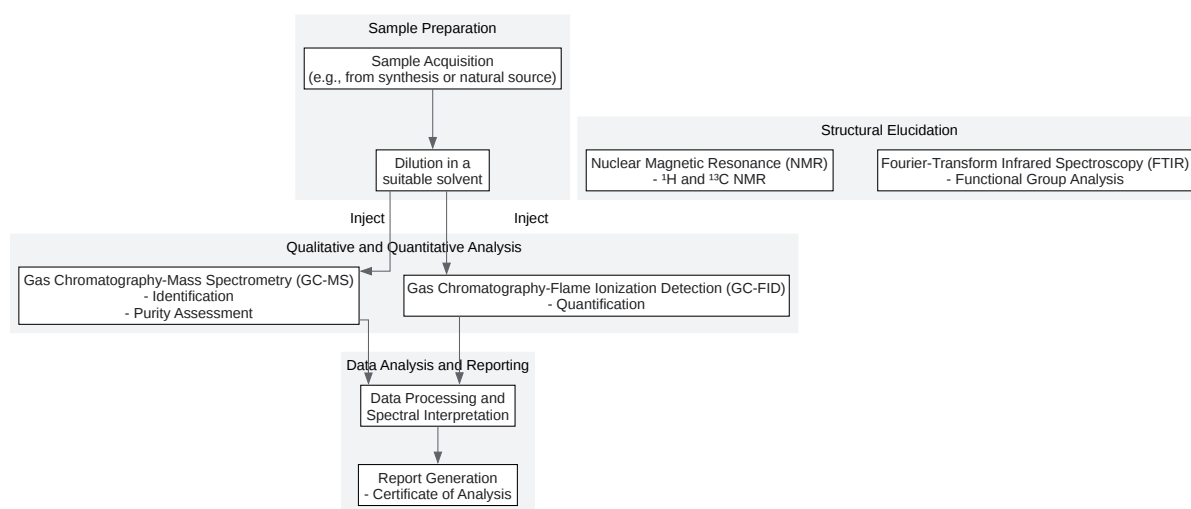 Sample Preparation
Sample Acquisition
(e.g., from synthesis or natural source)
Dilution in a
suitable solvent
Structural Elucidation
Nuclear Magnetic Resonance (NMR)
- ¹H and ¹³C NMR
Fourier-Transform Infrared Spectroscopy (FTIR)
- Functional Group Analysis
Inject
Inject
Qualitative and Quantitative Analysis
Gas Chromatography-Mass Spectrometry (GC-MS)
- Identification
- Purity Assessment
Gas Chromatography-Flame Ionization Detection (GC-FID)
- Quantification
Data Analysis and Reporting
Data Processing and
Spectral Interpretation
Report Generation
- Certificate of Analysis